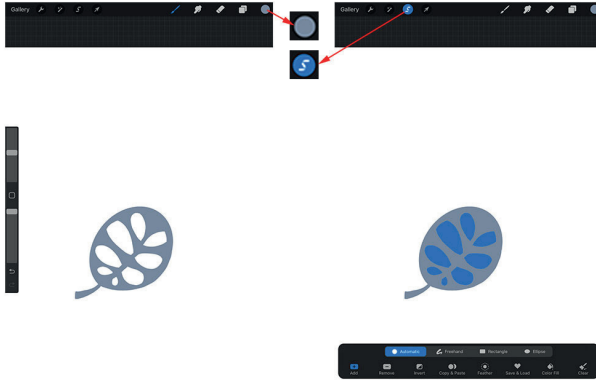 Gallery
Gallery
Automatic Freehand Rectangle Ellipse
Add Remove Invert Copy & Paste Feather Save & Load Color Fill Clear